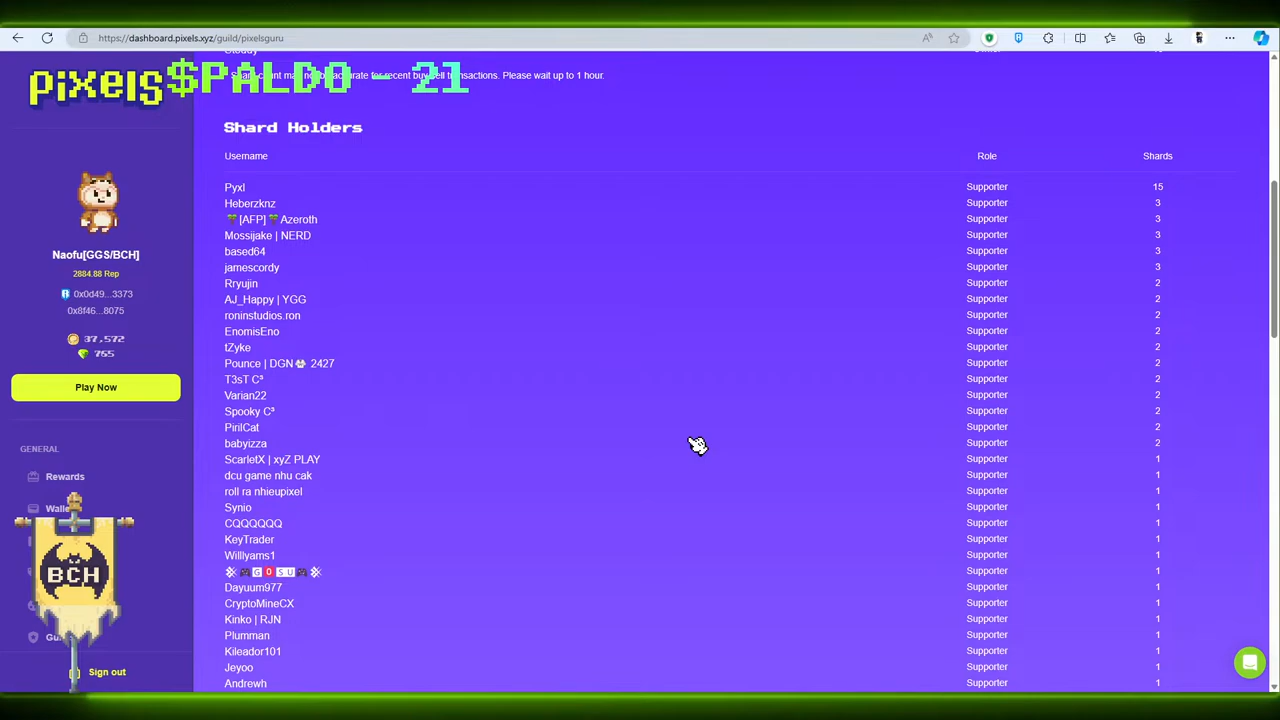 https://dashboard.pixels.xyz/guild/pixelsguru
pixels
$PALDO - 21
Please wait up to 1 hour.
Shard Holders
Username Role Shards
Pyxl Supporter 15
Heberzknz Supporter 3
[AFP] Azeroth Supporter 3
Mossijake | NERD Supporter 3
based64 Supporter 3
jamescordy Supporter 3
Rryujin Supporter 2
AJ_Happy | YGG Supporter 2
roninstudios.ron Supporter 2
EnomisEno Supporter 2
tZyke Supporter 2
Pounce | DGN 2427 Supporter 2
T3sT C³ Supporter 2
Varian22 Supporter 2
Spooky C³ Supporter 2
PirilCat Supporter 2
babyizza Supporter 2
ScarletX | xyZ PLAY Supporter 1
dcu game nhu cak Supporter 1
roll ra nhieupixel Supporter 1
Synio Supporter 1
CQQQQQQ Supporter 1
KeyTrader Supporter 1
Willlyams1 Supporter 1
GOSU Supporter 1
Dayuum977 Supporter 1
CryptoMineCX Supporter 1
Kinko | RJN Supporter 1
Plumman Supporter 1
Kileador101 Supporter 1
Jeyoo Supporter 1
Andrewh Supporter 1
Naofu[GGS/BCH]
2884.88 Rep
0x0d49...3373
0x8f46...8075
37,572
765
Play Now
GENERAL
Rewards
BCH
Sign out